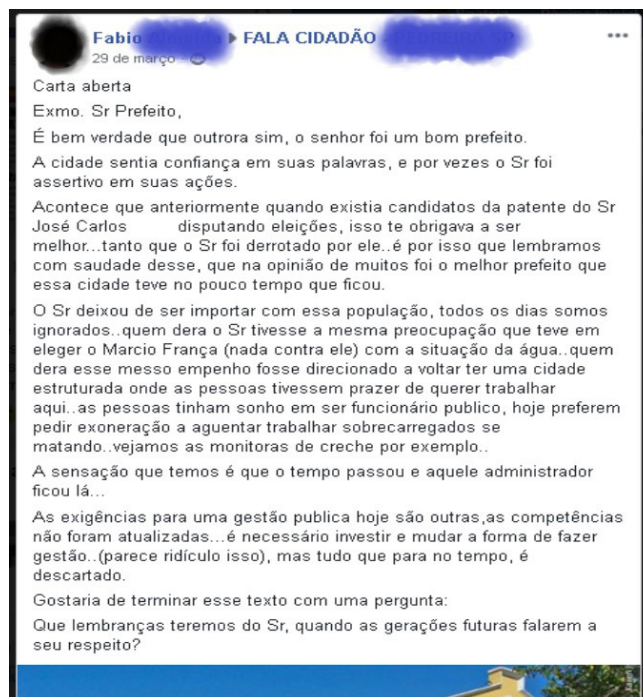 Fabio ▸ FALA CIDADÃO
29 de março
Carta aberta
Exmo. Sr Prefeito,
É bem verdade que outrora sim, o senhor foi um bom prefeito.
A cidade sentia confiança em suas palavras, e por vezes o Sr foi
assertivo em suas ações.
Acontece que anteriormente quando existia candidatos da patente do Sr
José Carlos disputando eleições, isso te obrigava a ser
melhor...tanto que o Sr foi derrotado por ele..é por isso que lembramos
com saudade desse, que na opinião de muitos foi o melhor prefeito que
essa cidade teve no pouco tempo que ficou.
O Sr deixou de ser importar com essa população, todos os dias somos
ignorados..quem dera o Sr tivesse a mesma preocupação que teve em
eleger o Marcio França (nada contra ele) com a situação da água..quem
dera esse messo empenho fosse direcionado a voltar ter uma cidade
estruturada onde as pessoas tivessem prazer de querer trabalhar
aqui..as pessoas tinham sonho em ser funcionário publico, hoje preferem
pedir exoneração a aguentar trabalhar sobrecarregados se
matando..vejamos as monitoras de creche por exemplo..
A sensação que temos é que o tempo passou e aquele administrador
ficou lá...
As exigências para uma gestão publica hoje são outras,as competências
não foram atualizadas...é necessário investir e mudar a forma de fazer
gestão..(parece ridículo isso), mas tudo que para no tempo, é
descartado.
Gostaria de terminar esse texto com uma pergunta:
Que lembranças teremos do Sr, quando as gerações futuras falarem a
seu respeito?